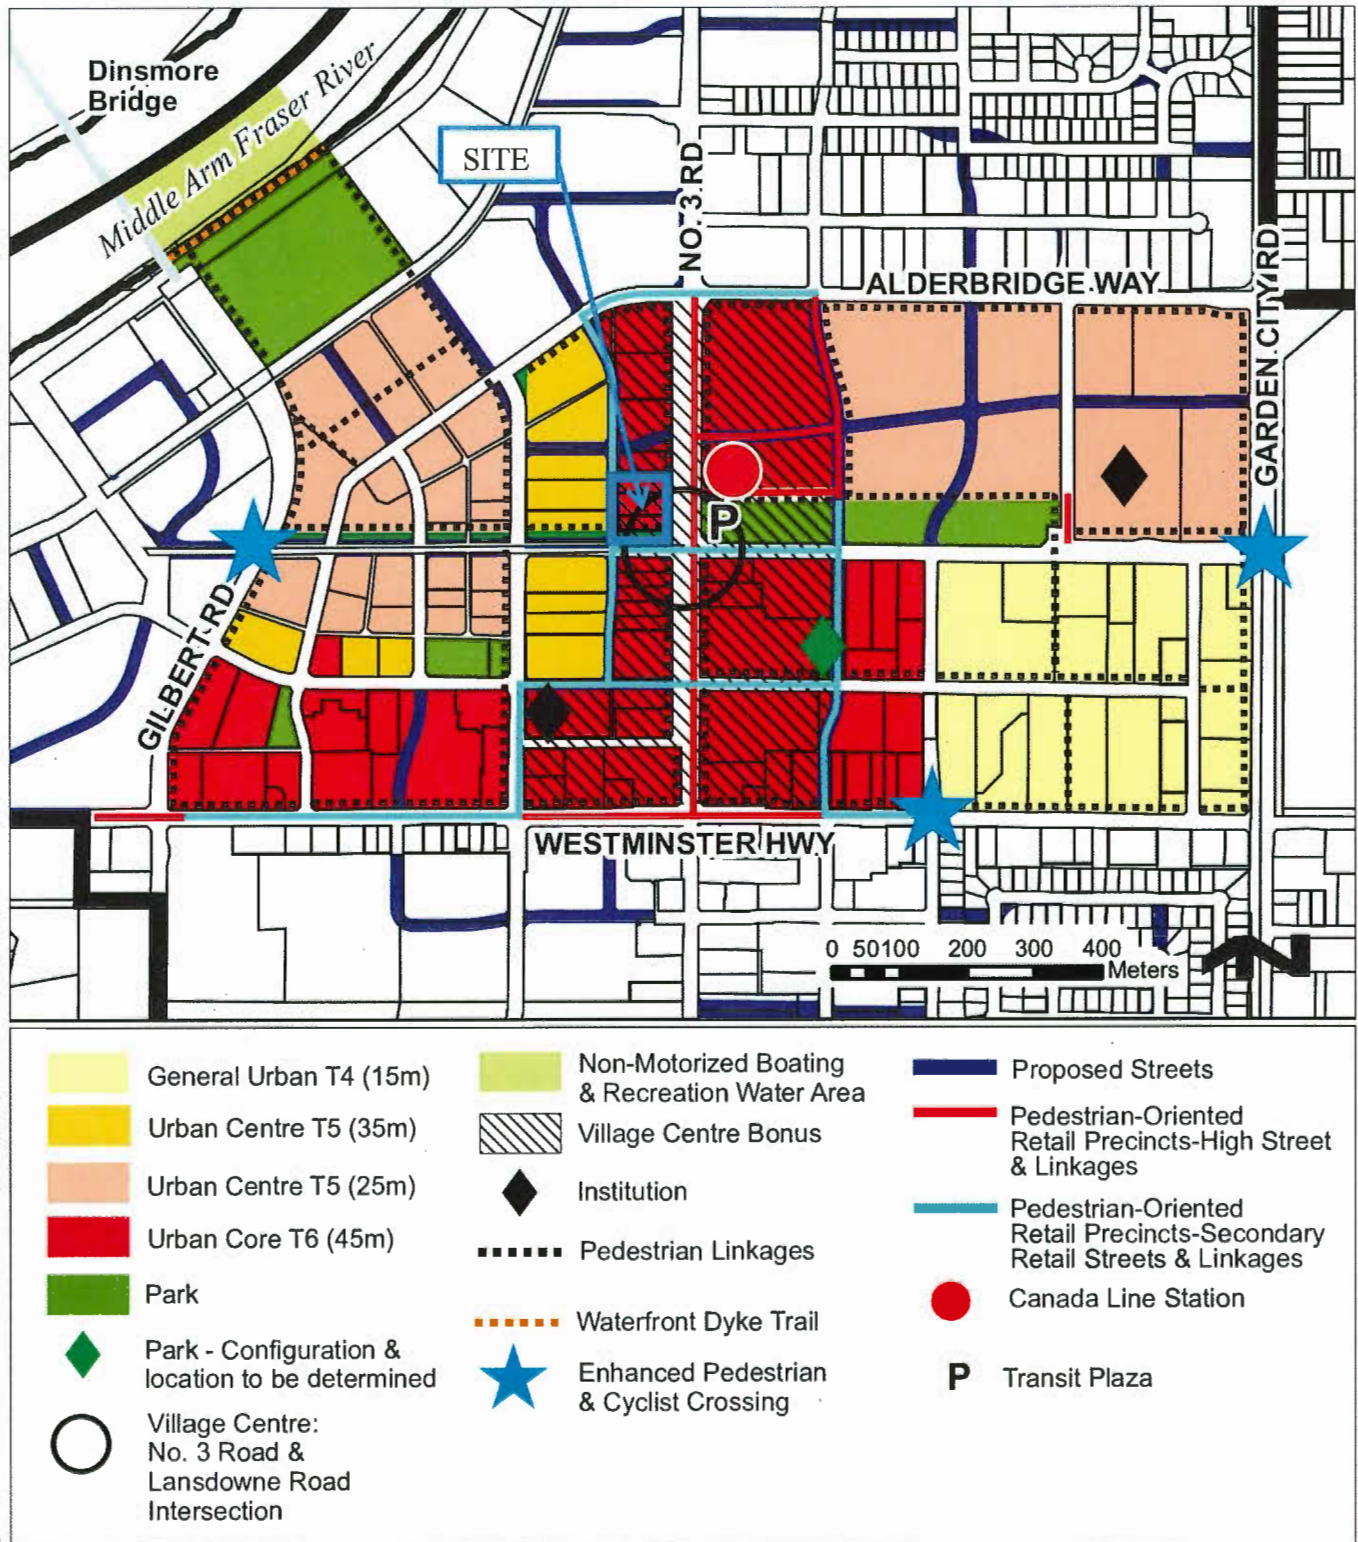 Dinsmore
Bridge
Middle Arm Fraser River
SITE
NO. 3 RD
ALDERBRIDGE WAY
GARDEN CITY RD
P
GILBERT RD
WESTMINSTER HWY
0 50 100 200 300 400
Meters
N
General Urban T4 (15m)
Urban Centre T5 (35m)
Urban Centre T5 (25m)
Urban Core T6 (45m)
Park
Park - Configuration &
location to be determined
Village Centre:
No. 3 Road &
Lansdowne Road
Intersection
Non-Motorized Boating
& Recreation Water Area
Village Centre Bonus
Institution
Pedestrian Linkages
Waterfront Dyke Trail
Enhanced Pedestrian
& Cyclist Crossing
Proposed Streets
Pedestrian-Oriented
Retail Precincts-High Street
& Linkages
Pedestrian-Oriented
Retail Precincts-Secondary
Retail Streets & Linkages
Canada Line Station
P Transit Plaza